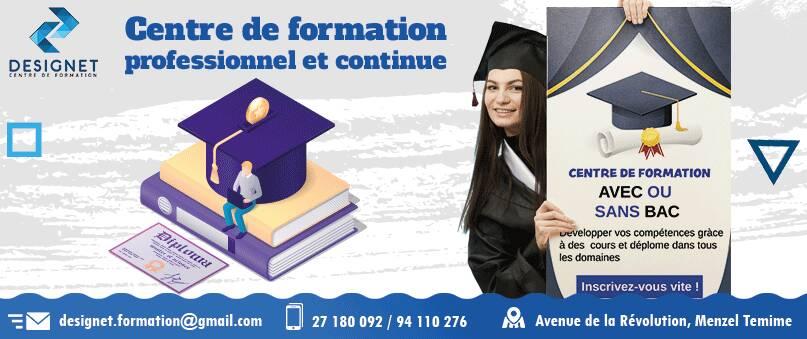 DESIGNET
CENTRE DE FORMATION
Centre de formation
professionnel et continue
Diploma
CENTRE DE FORMATION
AVEC OU
SANS BAC
Developper vos compétences grâce
à des cours et déplome dans tous
les domaines
Inscrivez-vous vite !
designet.formation@gmail.com
27 180 092 / 94 110 276
Avenue de la Révolution, Menzel Temime